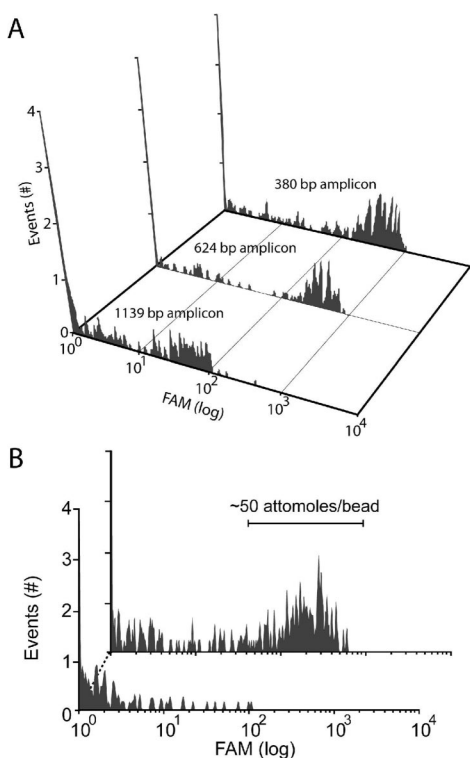 A
4
3
2
1
0
Events (#)
380 bp amplicon
624 bp amplicon
1139 bp amplicon
10^0
10^1
10^2
10^3
10^4
FAM (log)
B
~50 attomoles/bead
4
3
2
1
0
Events (#)
10^0
10^1
10^2
10^3
10^4
FAM (log)